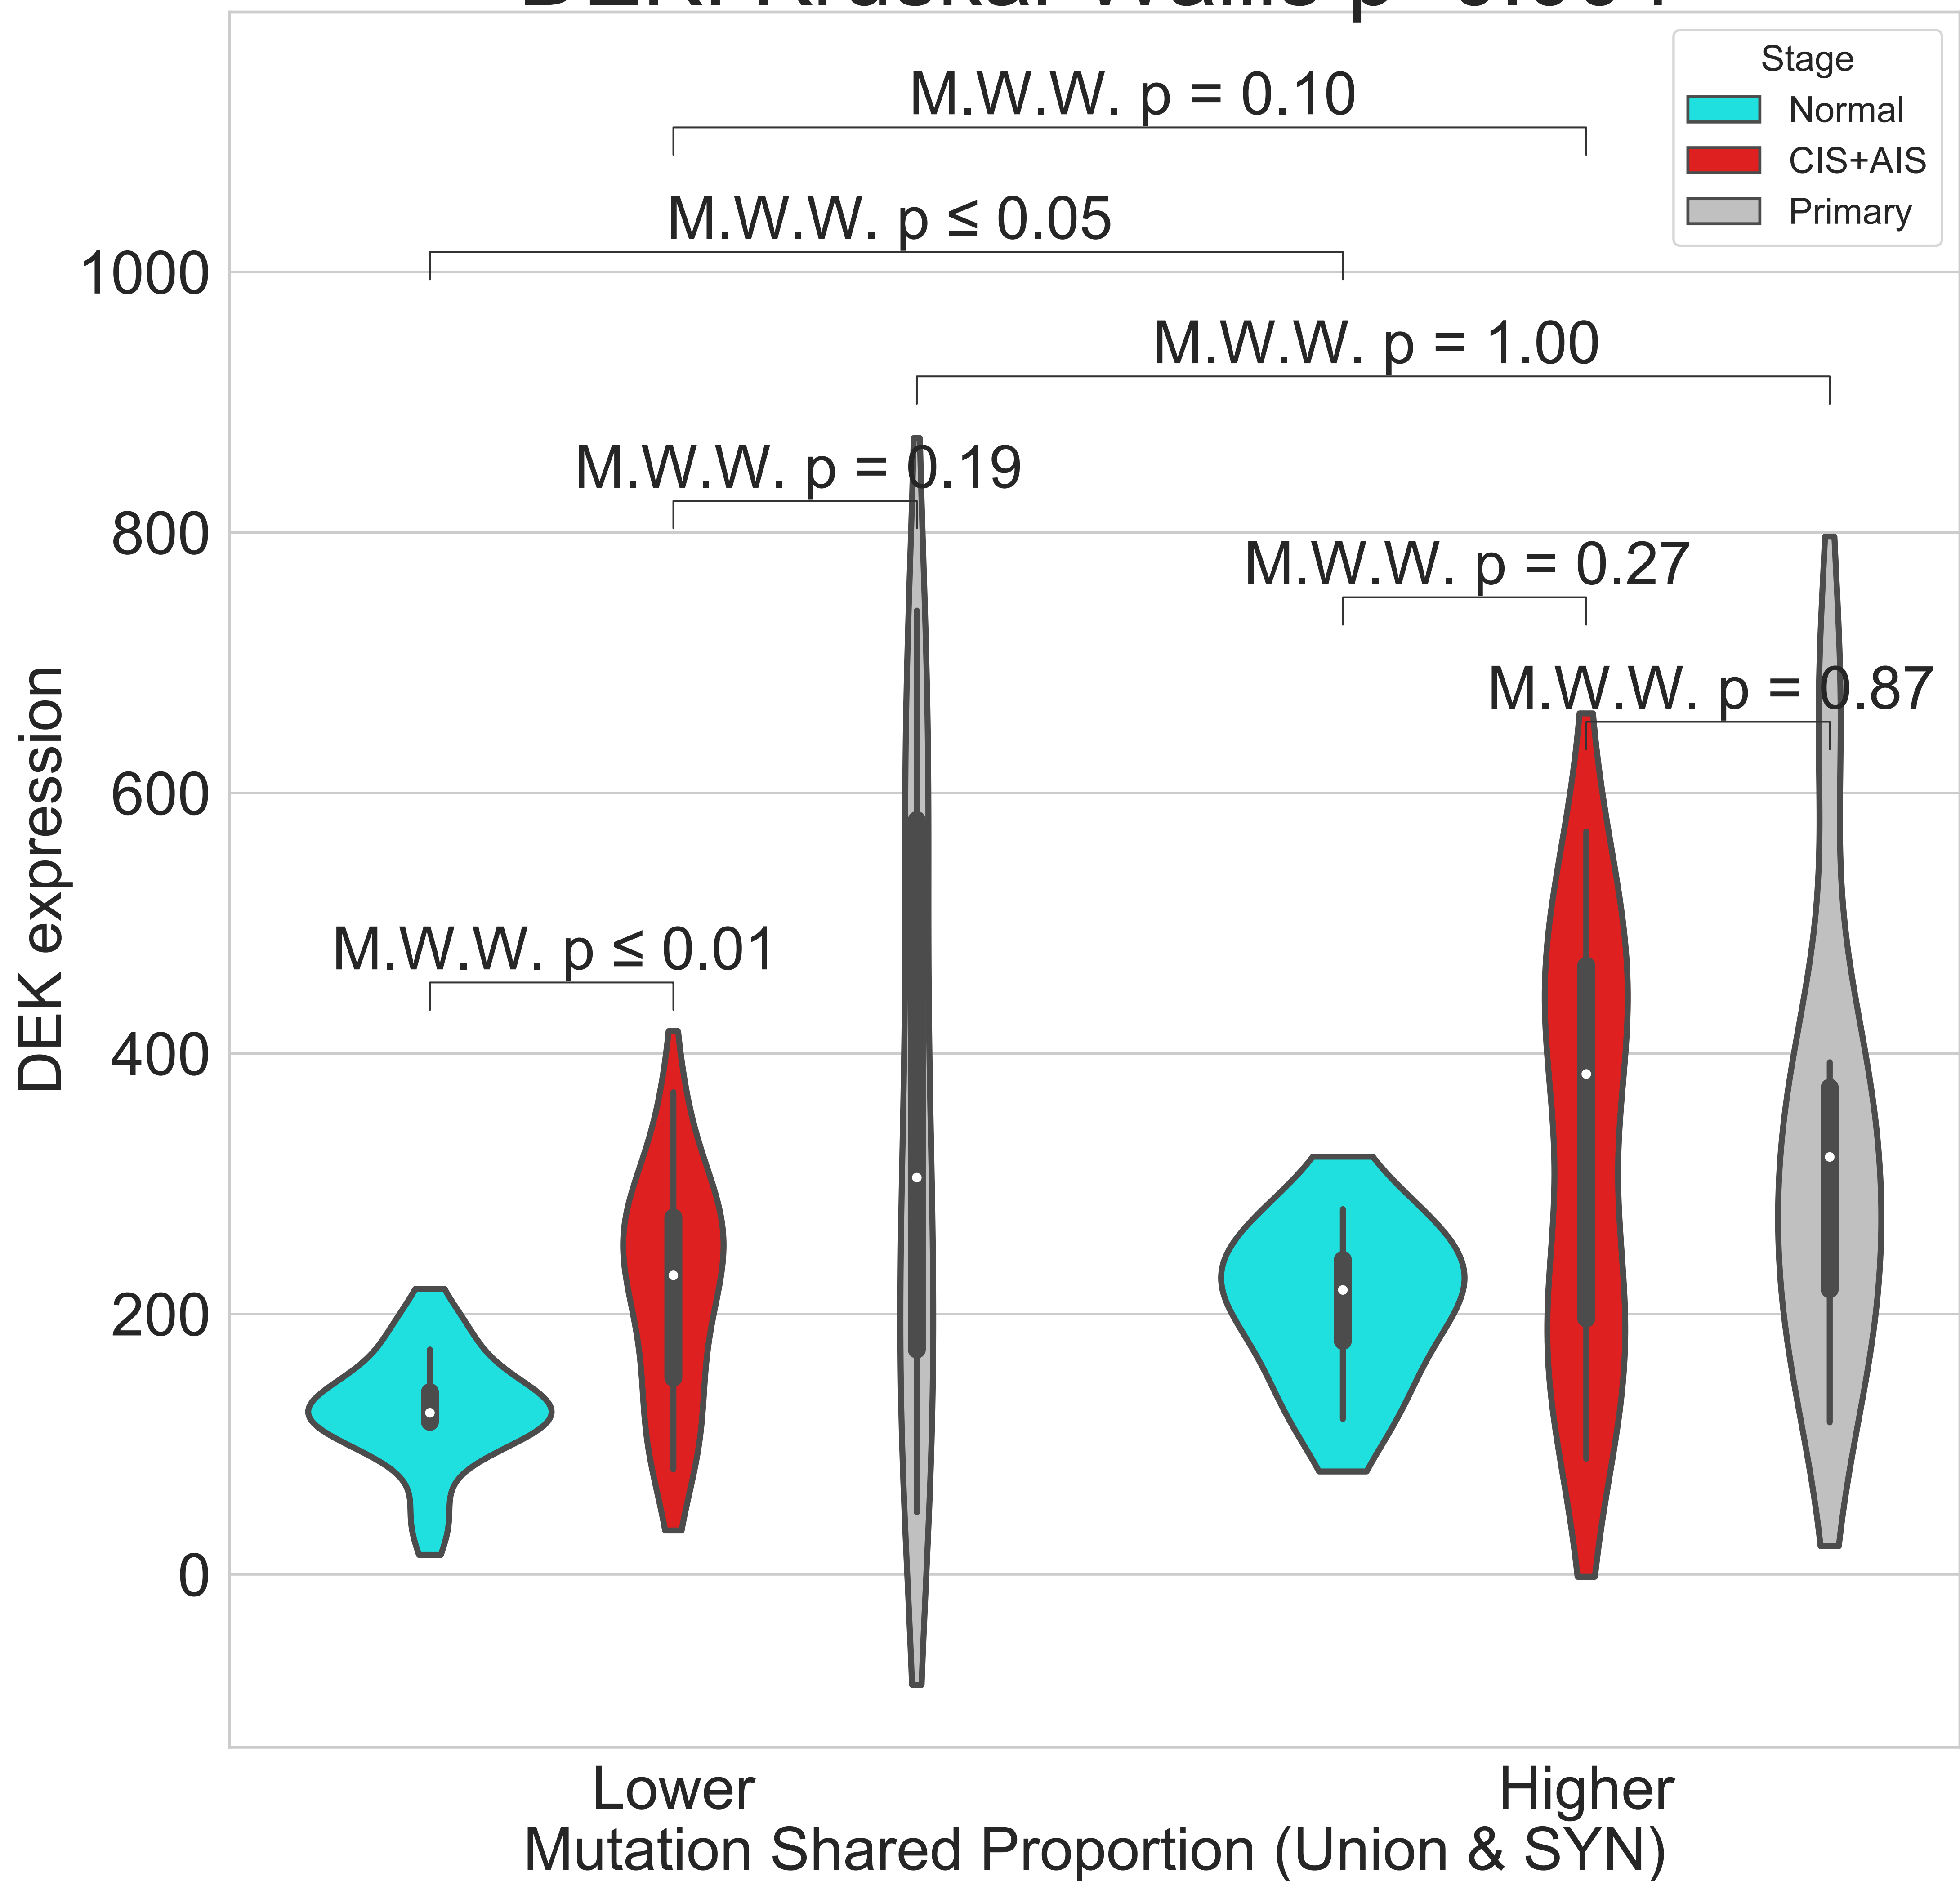 M.W.W. p = 0.10
M.W.W. p ≤ 0.05
M.W.W. p = 1.00
M.W.W. p = 0.19
M.W.W. p = 0.27
M.W.W. p = 0.87
M.W.W. p ≤ 0.01
Stage
Normal
CIS+AIS
Primary
1000
800
600
400
200
0
DEK expression
Lower
Higher
Mutation Shared Proportion (Union & SYN)